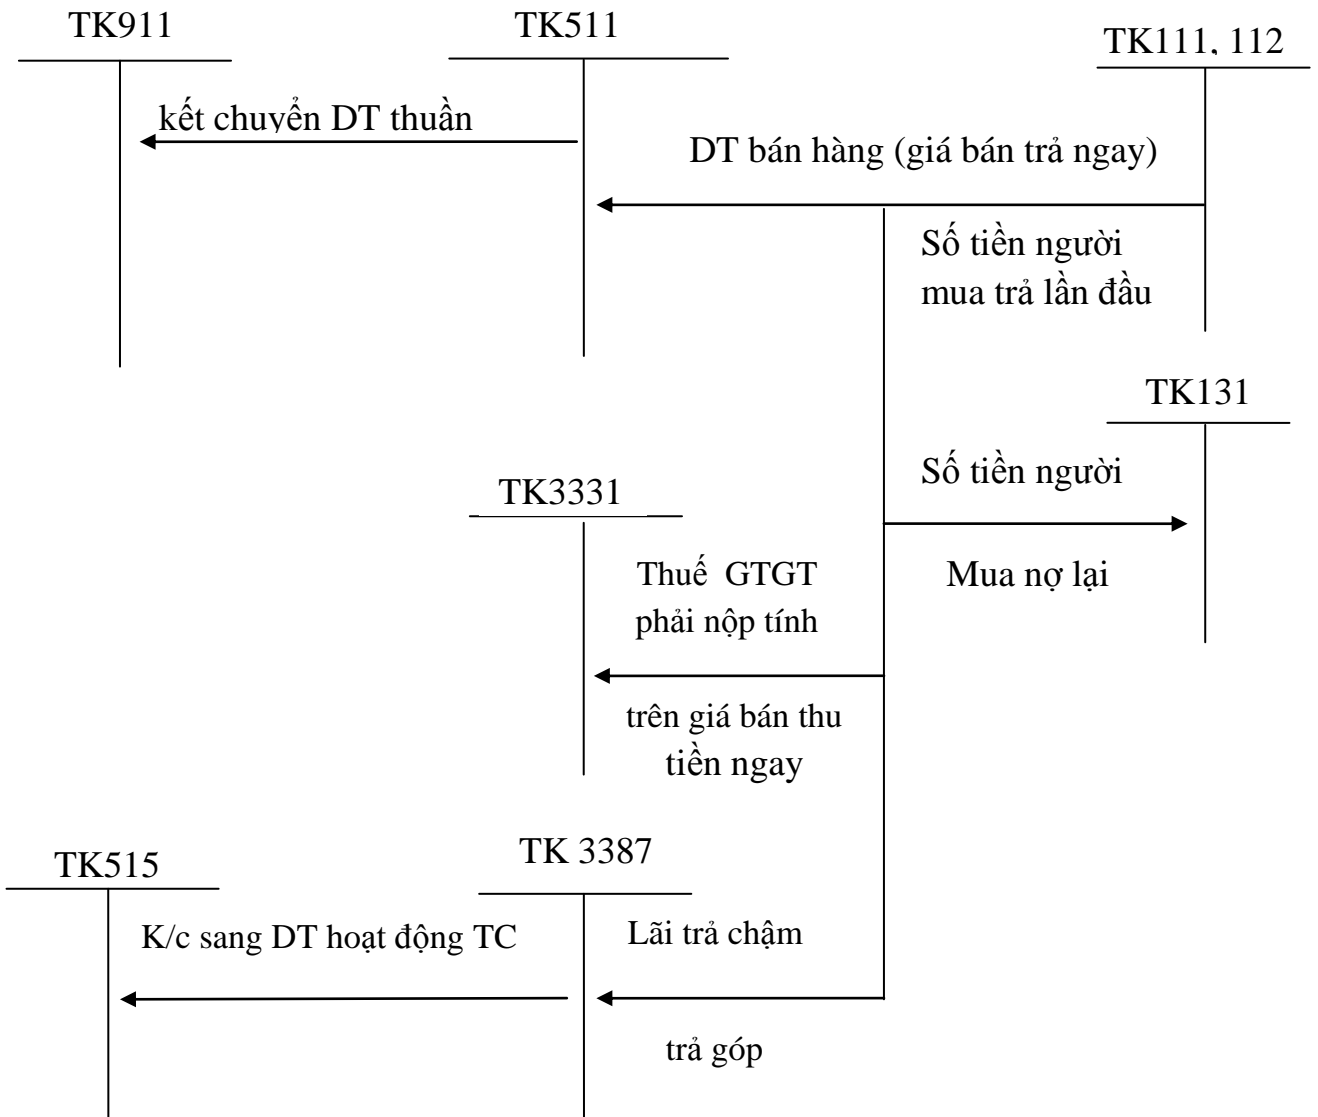 TK911
TK511
TK111, 112
kết chuyển DT thuần
DT bán hàng (giá bán trả ngay)
Số tiền người
mua trả lần đầu
TK131
Số tiền người
Mua nợ lại
TK3331
Thuế GTGT
phải nộp tính
trên giá bán thu
tiền ngay
TK515
TK 3387
K/c sang DT hoạt động TC
Lãi trả chậm
trả góp